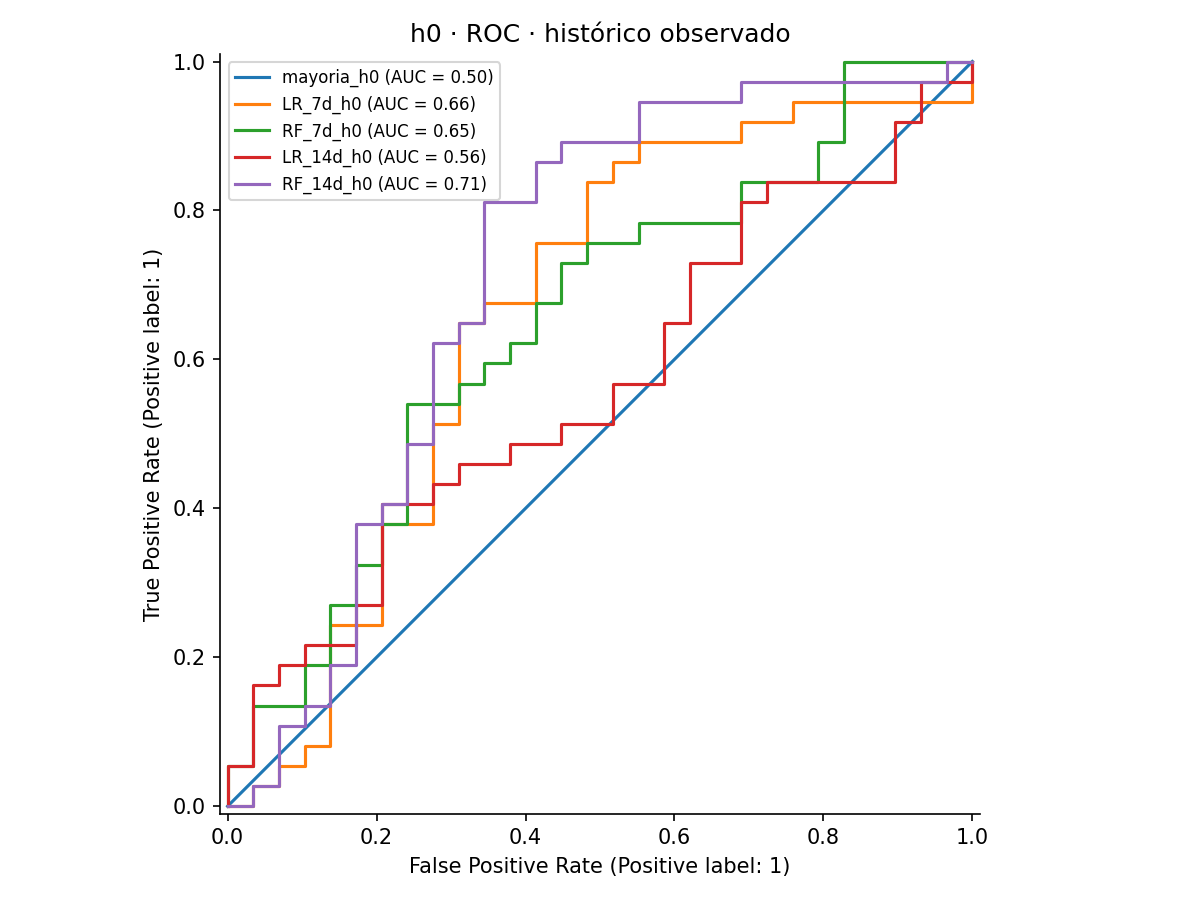 h0 · ROC · histórico observado
mayoria_h0 (AUC = 0.50)
LR_7d_h0 (AUC = 0.66)
RF_7d_h0 (AUC = 0.65)
LR_14d_h0 (AUC = 0.56)
RF_14d_h0 (AUC = 0.71)
True Positive Rate (Positive label: 1)
1.0
0.8
0.6
0.4
0.2
0.0
0.0 0.2 0.4 0.6 0.8 1.0
False Positive Rate (Positive label: 1)